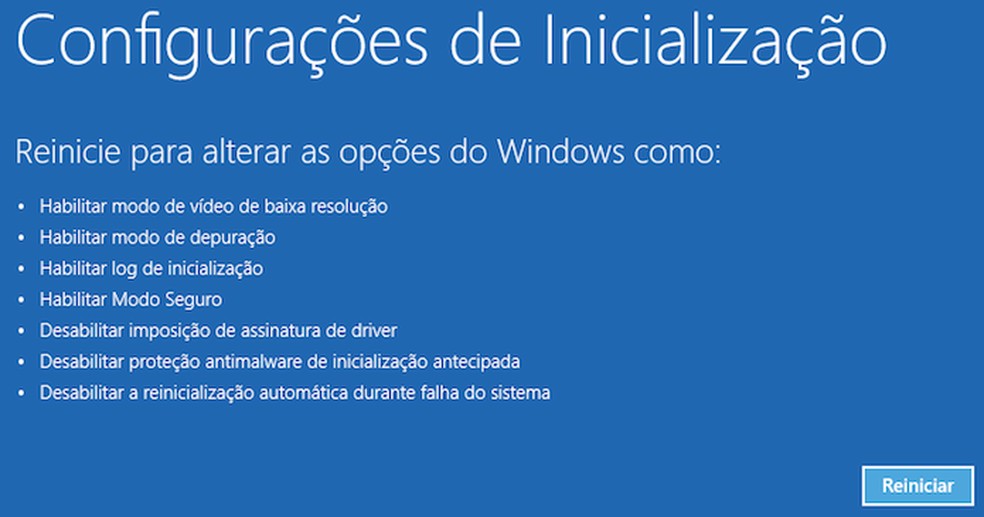 Configurações de Inicialização
Reinicie para alterar as opções do Windows como:
• Habilitar modo de vídeo de baixa resolução
• Habilitar modo de depuração
• Habilitar log de inicialização
• Habilitar Modo Seguro
• Desabilitar imposição de assinatura de driver
• Desabilitar proteção antimalware de inicialização antecipada
• Desabilitar a reinicialização automática durante falha do sistema
Reiniciar